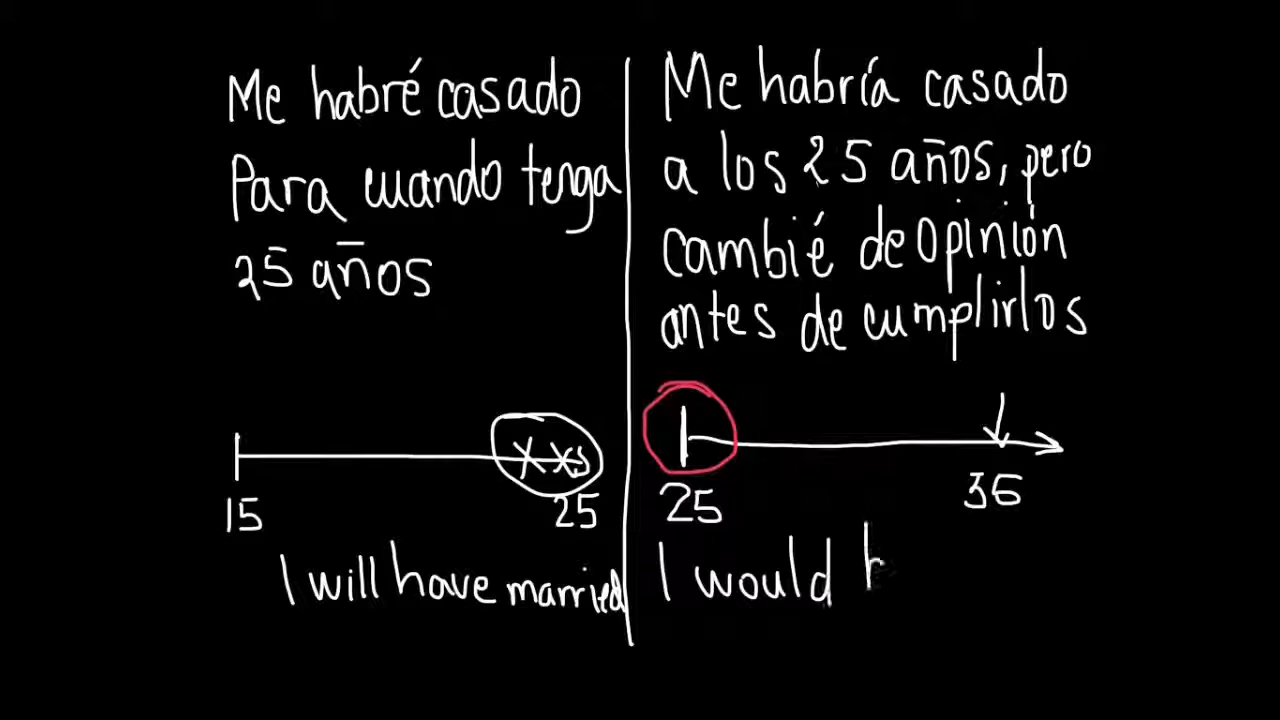 Me habré casado
Para cuando tenga
25 años
15
25
I will have married
Me habría casado
a los 25 años, pero
cambié de opinión
antes de cumplirlos
25
36
I would h